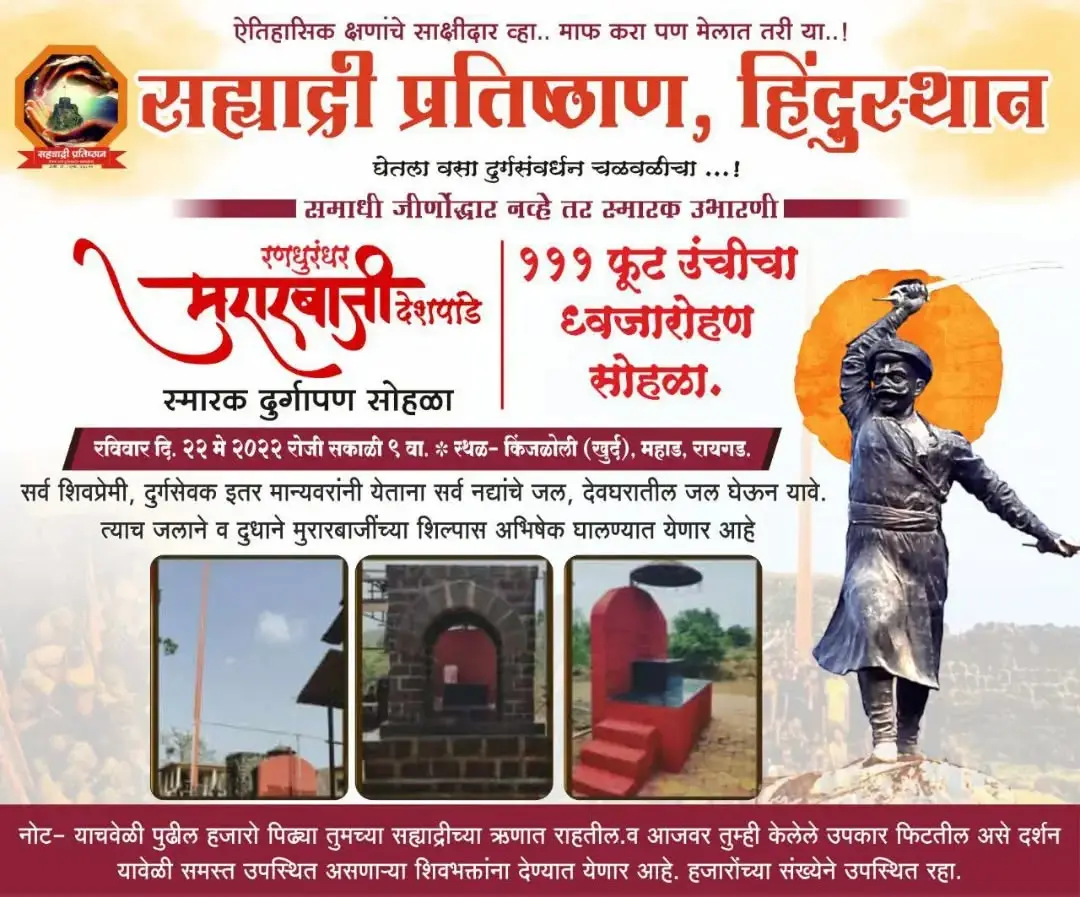 ऐतिहासिक क्षणांचे साक्षीदार व्हा.. माफ करा पण मेलात तरी या..!
सह्याद्री प्रतिष्ठान
सह्याद्री प्रतिष्ठाण, हिंदुस्थान
घेतला वसा दुर्गसंवर्धन चळवळीचा ...!
समाधी जीर्णोद्धार नव्हे तर स्मारक उभारणी
रणधुरंधर
मुरारबाजी देशपांडे
स्मारक दुर्गापण सोहळा
१११ फूट उंचीचा
ध्वजारोहण
सोहळा.
रविवार दि. २२ मे २०२२ रोजी सकाळी ९ वा. * स्थळ- किंजळोली (खुर्द), महाड, रायगड.
सर्व शिवप्रेमी, दुर्गसेवक इतर मान्यवरांनी येताना सर्व नद्यांचे जल, देवघरातील जल घेऊन यावे.
त्याच जलाने व दुधाने मुरारबाजींच्या शिल्पास अभिषेक घालण्यात येणार आहे
नोट- याचवेळी पुढील हजारो पिढ्या तुमच्या सह्याद्रीच्या ऋणात राहतील.व आजवर तुम्ही केलेले उपकार फिटतील असे दर्शन
यावेळी समस्त उपस्थित असणाऱ्या शिवभक्तांना देण्यात येणार आहे. हजारोंच्या संख्येने उपस्थित रहा.